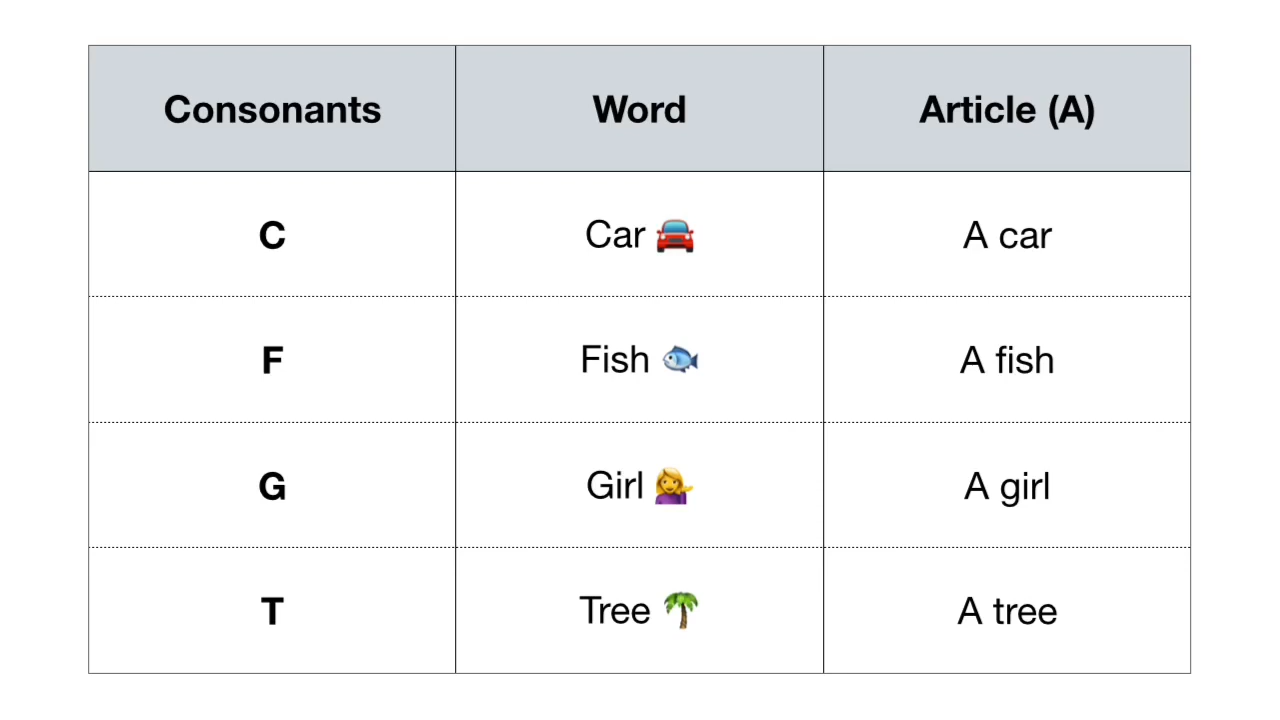 Consonants Word Article (A)
C Car 🚘 A car
F Fish 🐟 A fish
G Girl 💁‍♀️ A girl
T Tree 🌴 A tree